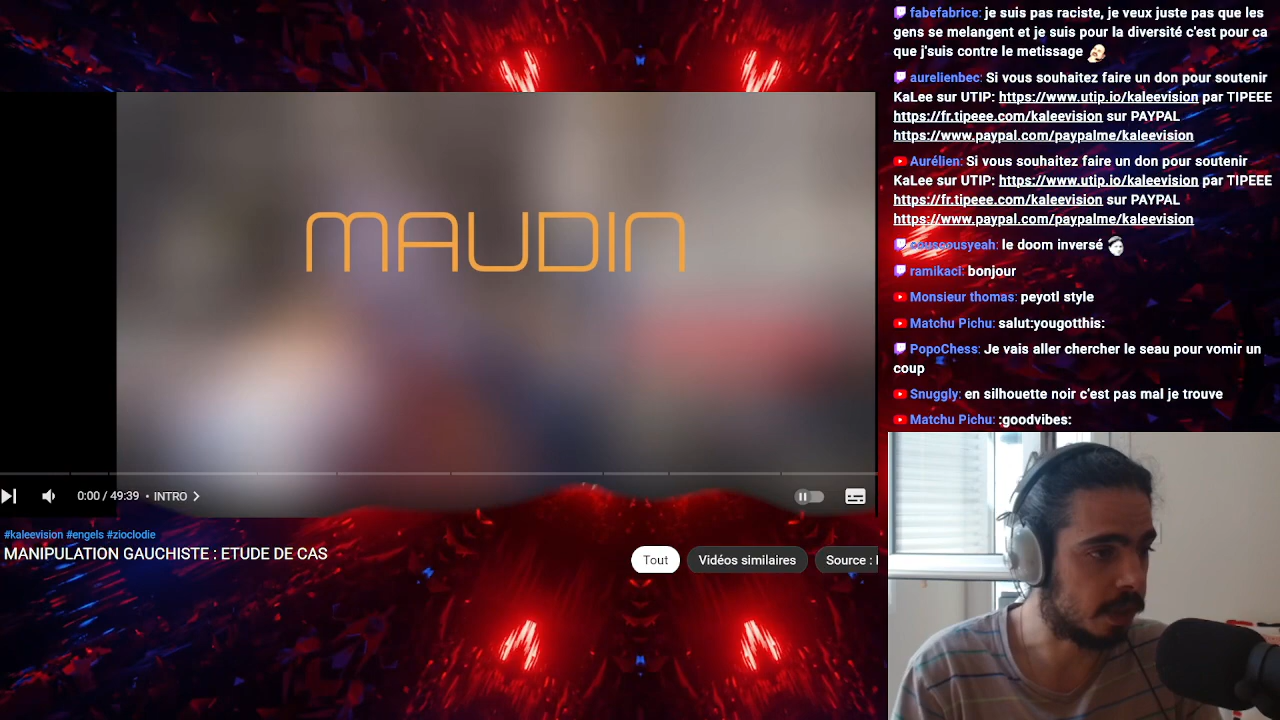 fabefabrice: je suis pas raciste, je veux juste pas que les
gens se melangent et je suis pour la diversité c'est pour ca
que j'suis contre le metissage
aurelienbec: Si vous souhaitez faire un don pour soutenir
KaLee sur UTIP: https://www.utip.io/kaleevision par TIPEEE
https://fr.tipeee.com/kaleevision sur PAYPAL
https://www.paypal.com/paypalme/kaleevision
Aurélien: Si vous souhaitez faire un don pour soutenir
KaLee sur UTIP: https://www.utip.io/kaleevision par TIPEEE
https://fr.tipeee.com/kaleevision sur PAYPAL
https://www.paypal.com/paypalme/kaleevision
couscousyeah: le doom inversé
ramikaci: bonjour
Monsieur thomas: peyotl style
Matchu Pichu: salut:yougotthis:
PopoChess: Je vais aller chercher le seau pour vomir un
coup
Snuggly: en silhouette noir c'est pas mal je trouve
Matchu Pichu: :goodvibes:
MAUDIN
0:00 / 49:39 • INTRO
#kaleevision #engels #zioclodie
MANIPULATION GAUCHISTE : ETUDE DE CAS
Tout
Vidéos similaires
Source :